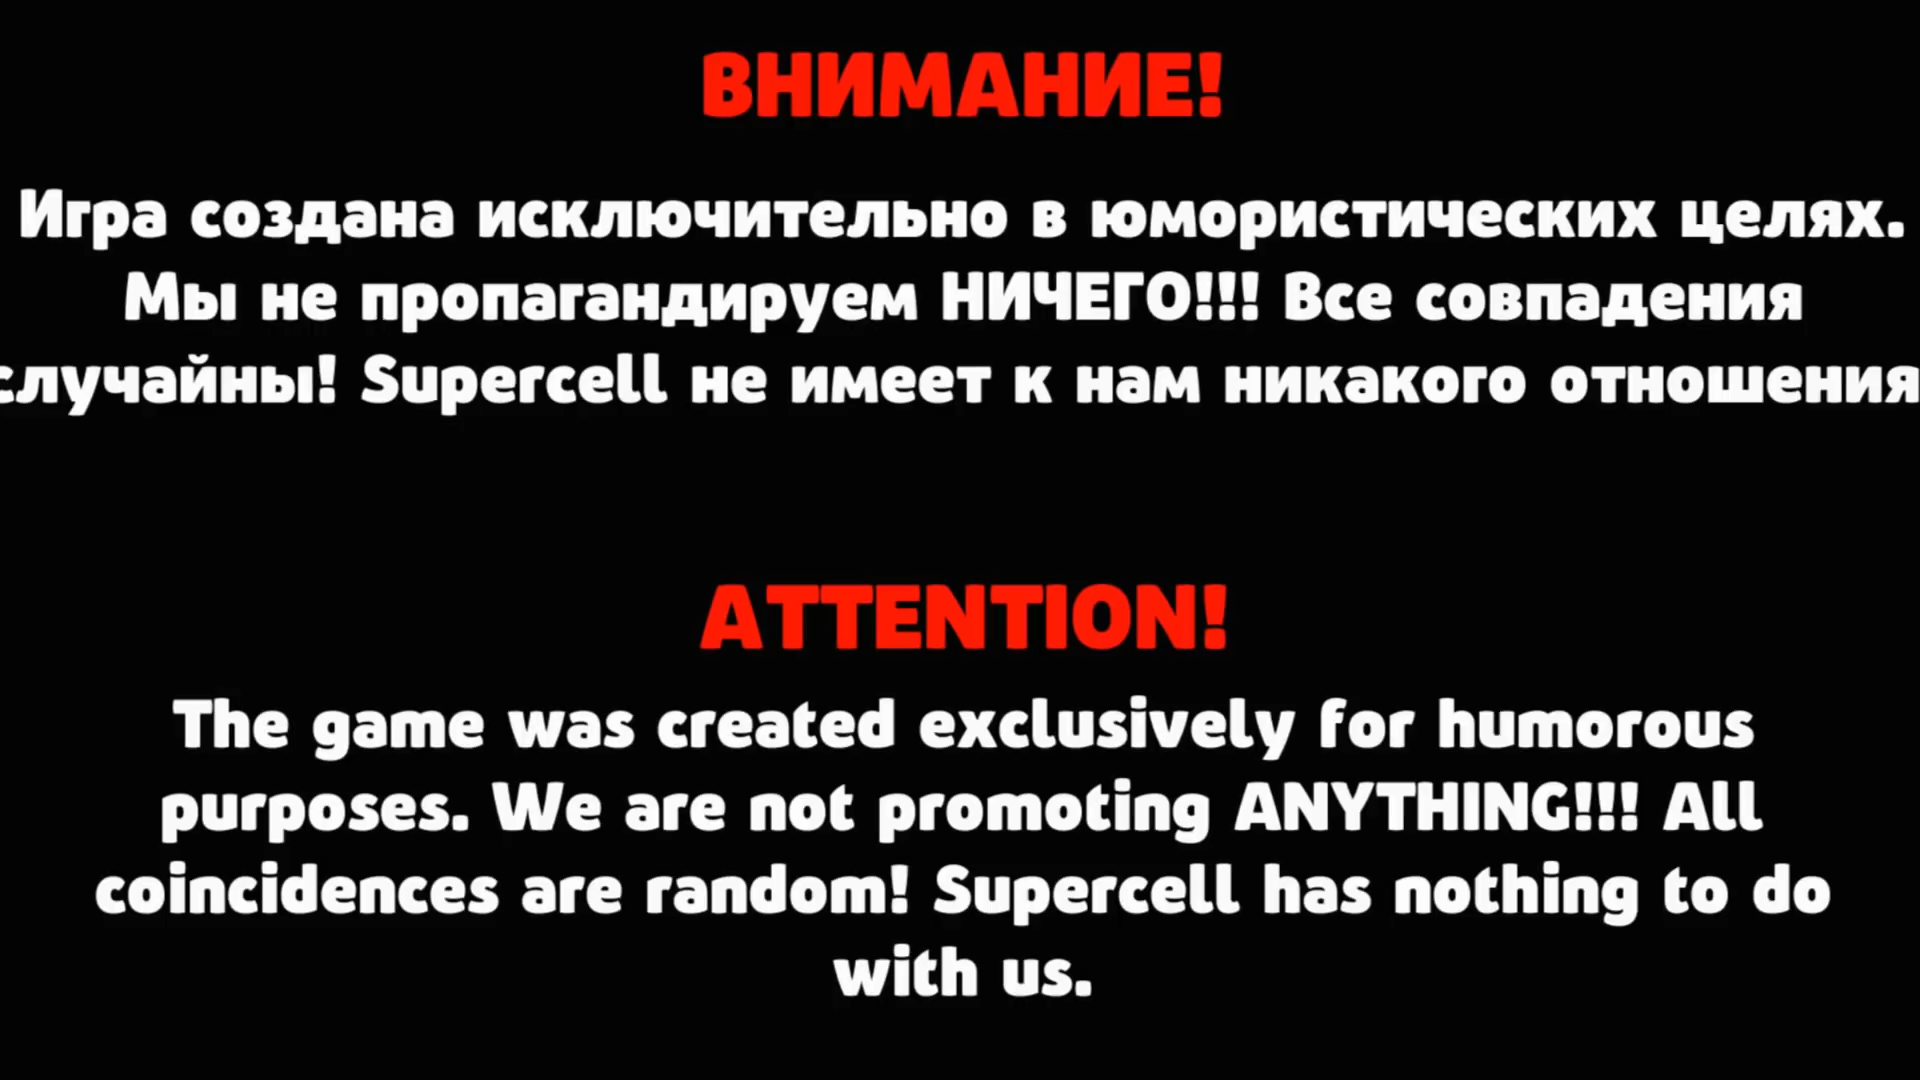 ВНИМАНИЕ!
Игра создана исключительно в юмористических целях.
Мы не пропагандируем НИЧЕГО!!! Все совпадения
случайны! Supercell не имеет к нам никакого отношения
ATTENTION!
The game was created exclusively for humorous
purposes. We are not promoting ANYTHING!!! All
coincidences are random! Supercell has nothing to do
with us.